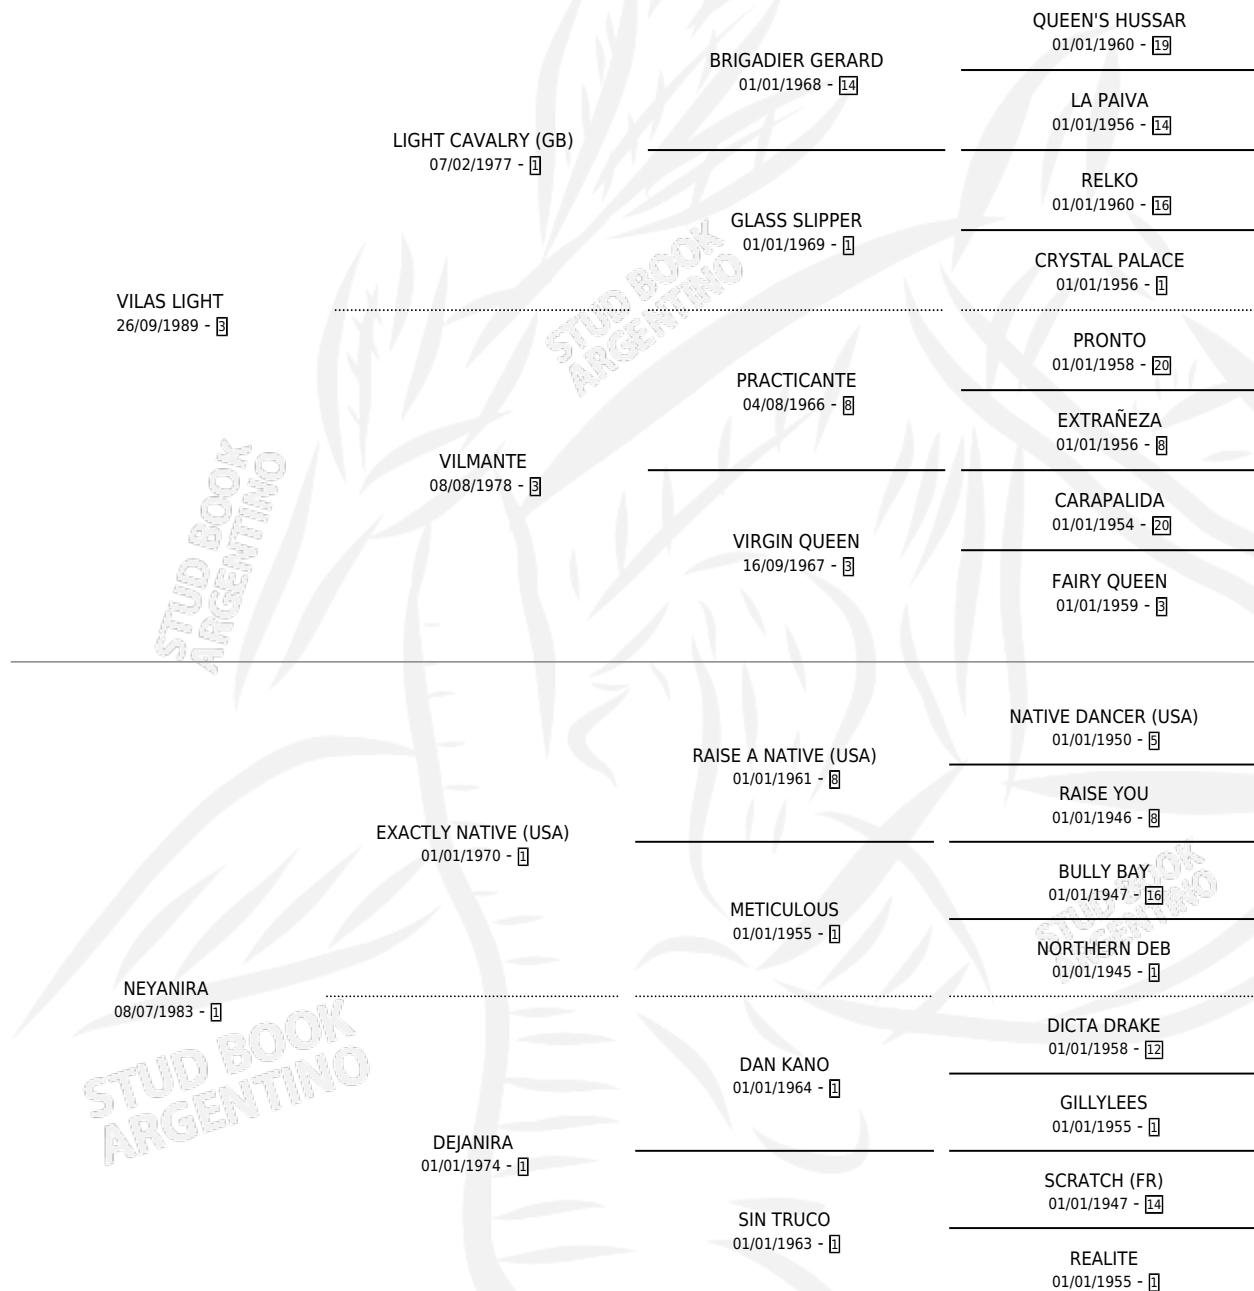 QUEEN'S HUSSAR
01/01/1960 - 19
BRIGADIER GERARD
01/01/1968 - 14
LA PAIVA
01/01/1956 - 14
LIGHT CAVALRY (GB)
07/02/1977 - 1
RELKO
01/01/1960 - 16
GLASS SLIPPER
01/01/1969 - 1
CRYSTAL PALACE
01/01/1956 - 1
VILAS LIGHT
26/09/1989 - 3
PRONTO
01/01/1958 - 20
PRACTICANTE
04/08/1966 - 8
EXTRAÑEZA
01/01/1956 - 8
VILMANTE
08/08/1978 - 3
CARAPALIDA
01/01/1954 - 20
VIRGIN QUEEN
16/09/1967 - 3
FAIRY QUEEN
01/01/1959 - 3
STUD BOOK
ARGENTINO
STUD BOOK
ARGENTINO
NATIVE DANCER (USA)
01/01/1950 - 5
RAISE A NATIVE (USA)
01/01/1961 - 8
RAISE YOU
01/01/1946 - 8
EXACTLY NATIVE (USA)
01/01/1970 - 1
BULLY BAY
01/01/1947 - 16
METICULOUS
01/01/1955 - 1
NORTHERN DEB
01/01/1945 - 1
NEYANIRA
08/07/1983 - 1
DICTA DRAKE
01/01/1958 - 12
DAN KANO
01/01/1964 - 1
GILLYLEES
01/01/1955 - 1
DEJANIRA
01/01/1974 - 1
SCRATCH (FR)
01/01/1947 - 14
SIN TRUCO
01/01/1963 - 1
REALITE
01/01/1955 - 1
STUD BOOK
ARGENTINO
STUD BOOK
ARGENTINO